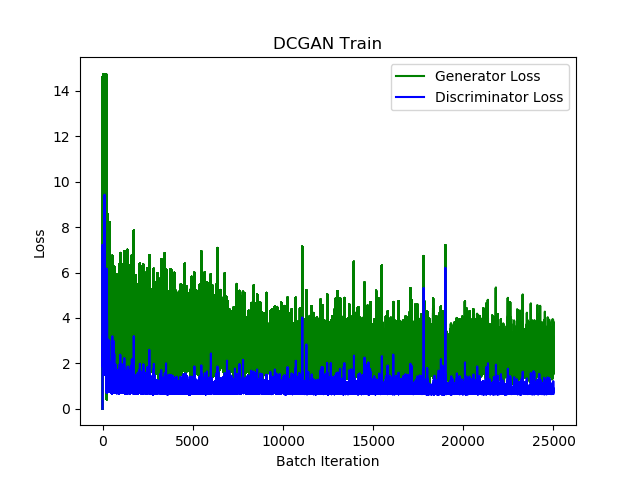 DCGAN Train
Generator Loss
Discriminator Loss
14
12
10
8
6
4
2
0
Loss
0 5000 10000 15000 20000 25000
Batch Iteration